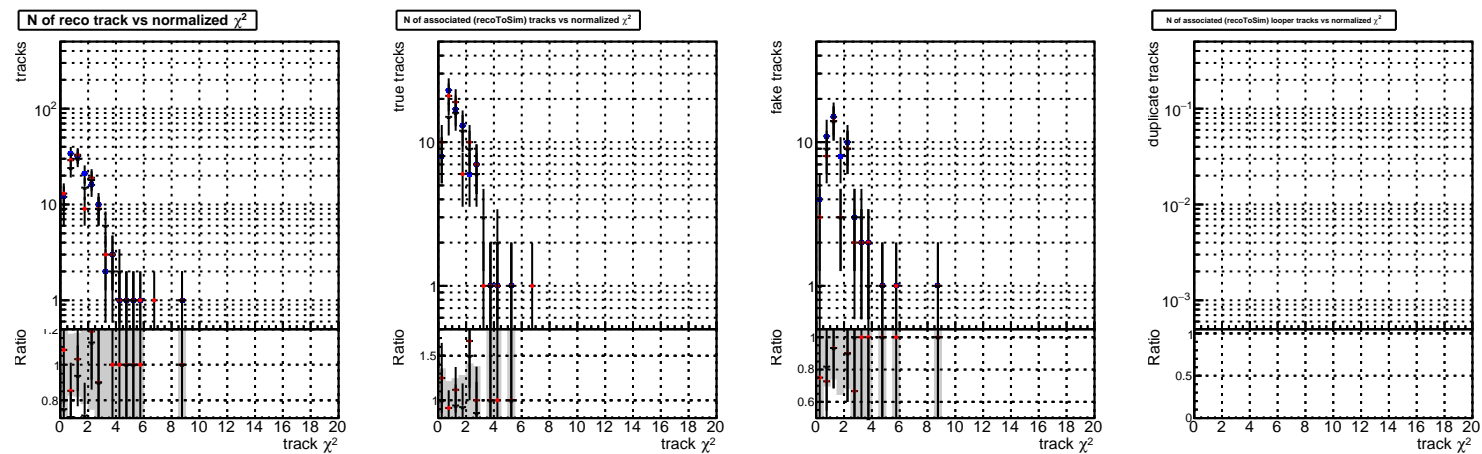 N of reco track vs normalized χ²
tracks
10²
10
1
Ratio
1.2
1
0.8
0 2 4 6 8 10 12 14 16 18 20
track χ²
N of associated (recoToSim) tracks vs normalized χ²
true tracks
10
1
Ratio
1.5
1
0 2 4 6 8 10 12 14 16 18 20
track χ²
fake tracks
10
1
Ratio
1
0.8
0.6
0 2 4 6 8 10 12 14 16 18 20
track χ²
N of associated (recoToSim) looper tracks vs normalized χ²
duplicate tracks
10⁻¹
10⁻²
10⁻³
Ratio
1
0.5
0
0 2 4 6 8 10 12 14 16 18 20
track χ²